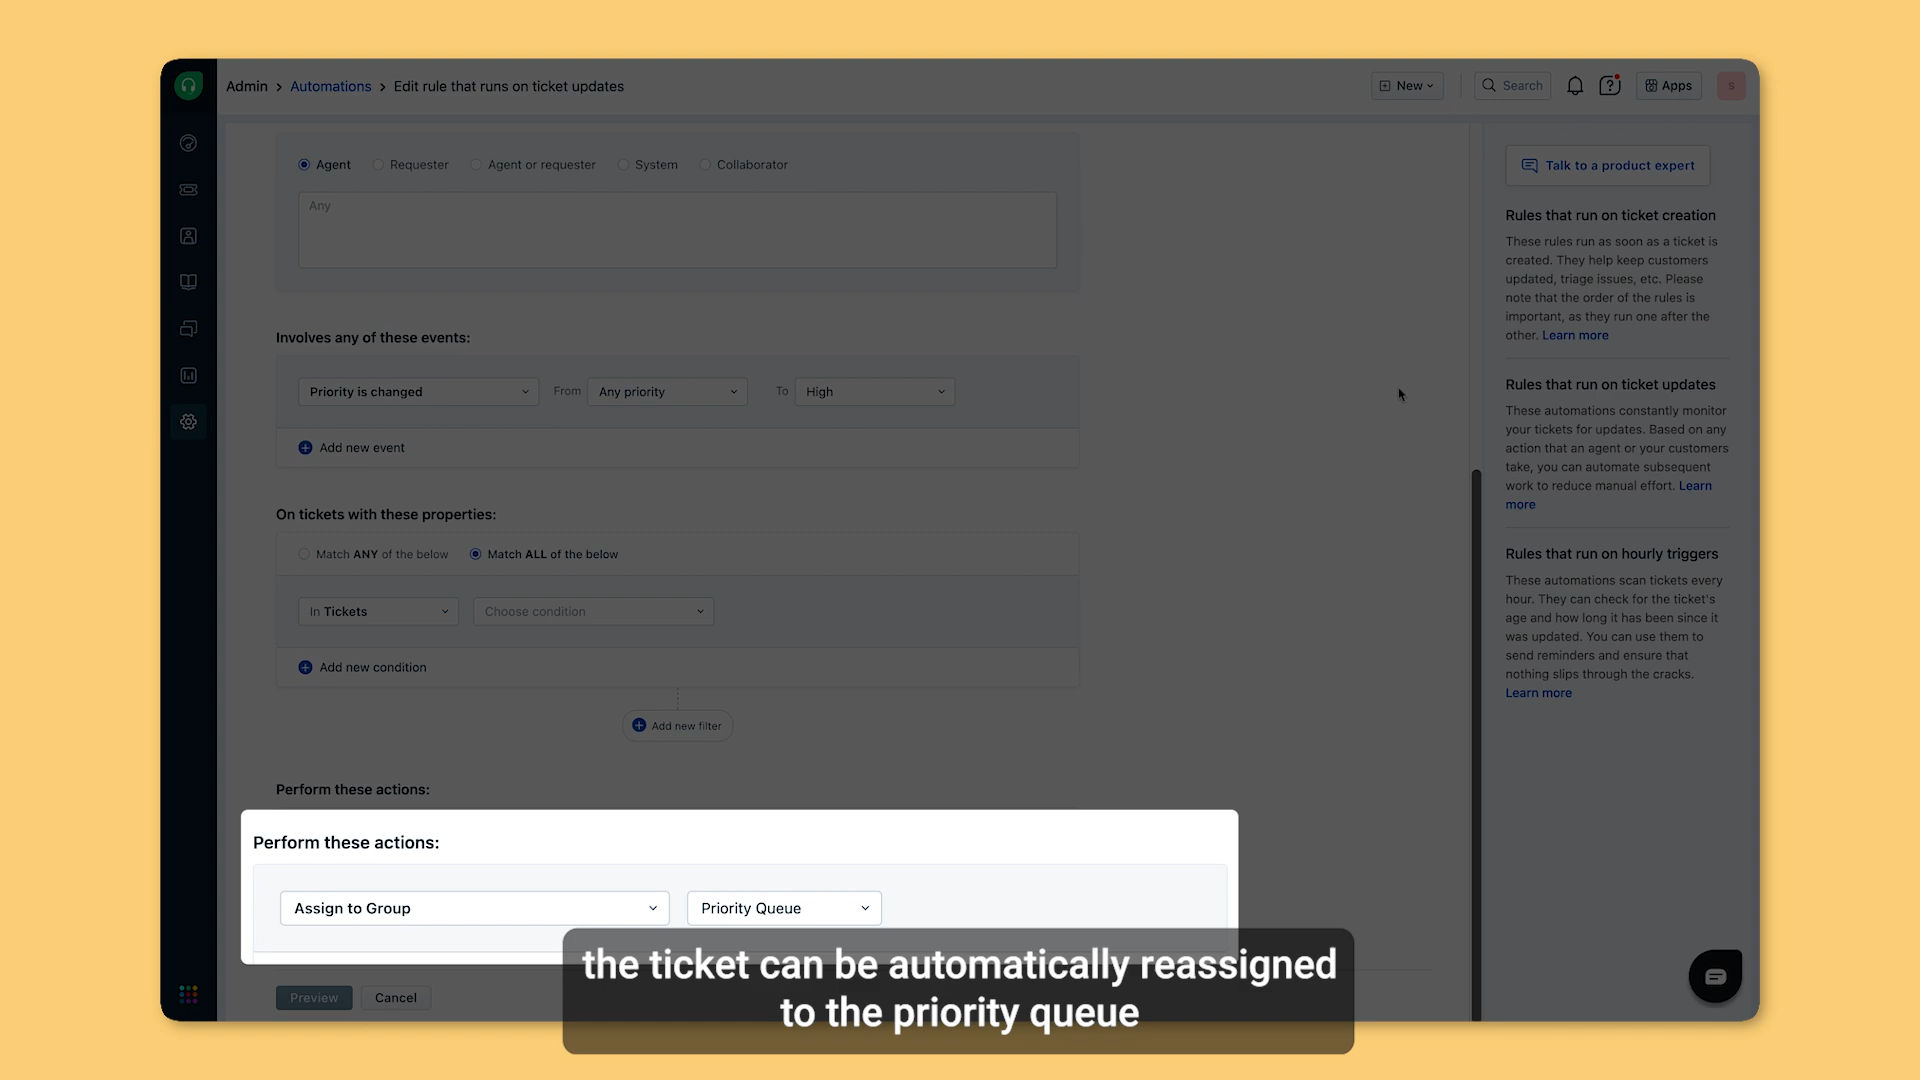 Admin > Automations > Edit rule that runs on ticket updates
New
Search
Apps
S
Agent Requester Agent or requester System Collaborator
Any
Involves any of these events:
Priority is changed From Any priority To High
Add new event
On tickets with these properties:
Match ANY of the below Match ALL of the below
In Tickets Choose condition
Add new condition
Add new filter
Perform these actions:
Perform these actions:
Assign to Group Priority Queue
Preview Cancel
the ticket can be automatically reassigned
to the priority queue
Talk to a product expert
Rules that run on ticket creation
These rules run as soon as a ticket is
created. They help keep customers
updated, triage issues, etc. Please
note that the order of the rules is
important, as they run one after the
other. Learn more
Rules that run on ticket updates
These automations constantly monitor
your tickets for updates. Based on any
action that an agent or your customers
take, you can automate subsequent
work to reduce manual effort. Learn
more
Rules that run on hourly triggers
These automations scan tickets every
hour. They can check for the ticket's
age and how long it has been since it
was updated. You can use them to
send reminders and ensure that
nothing slips through the cracks.
Learn more